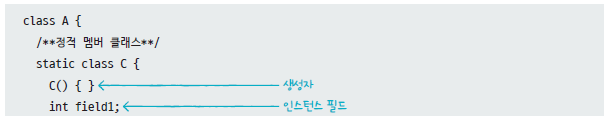 class A {
/**정적 멤버 클래스**/
static class C {
C() { } 생성자
int field1; 인스턴스 필드